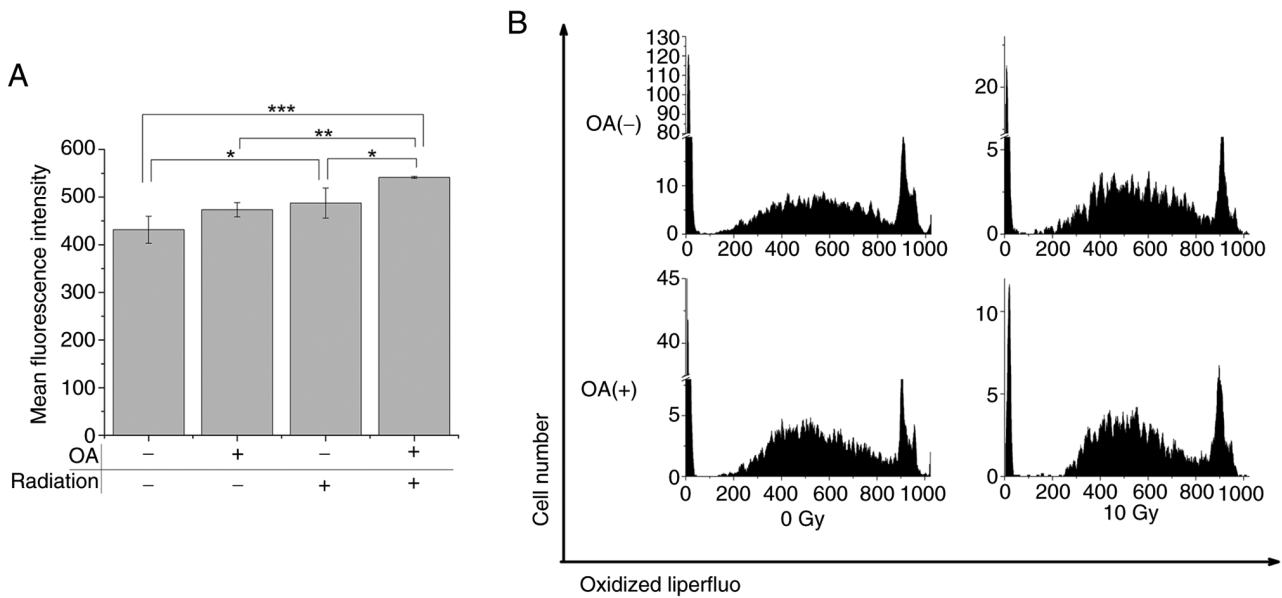 A
***
**
*
*
600
500
400
300
200
100
0
Mean fluorescence intensity
OA − + − +
Radiation − − + +
B
OA(−)
130
120
110
100
90
80
10
0
0 200 400 600 800 1000
20
5
0
0 200 400 600 800 1000
OA(+)
45
40
5
0
0 200 400 600 800 1000
0 Gy
10
5
0
0 200 400 600 800 1000
10 Gy
Cell number
Oxidized liperfluo